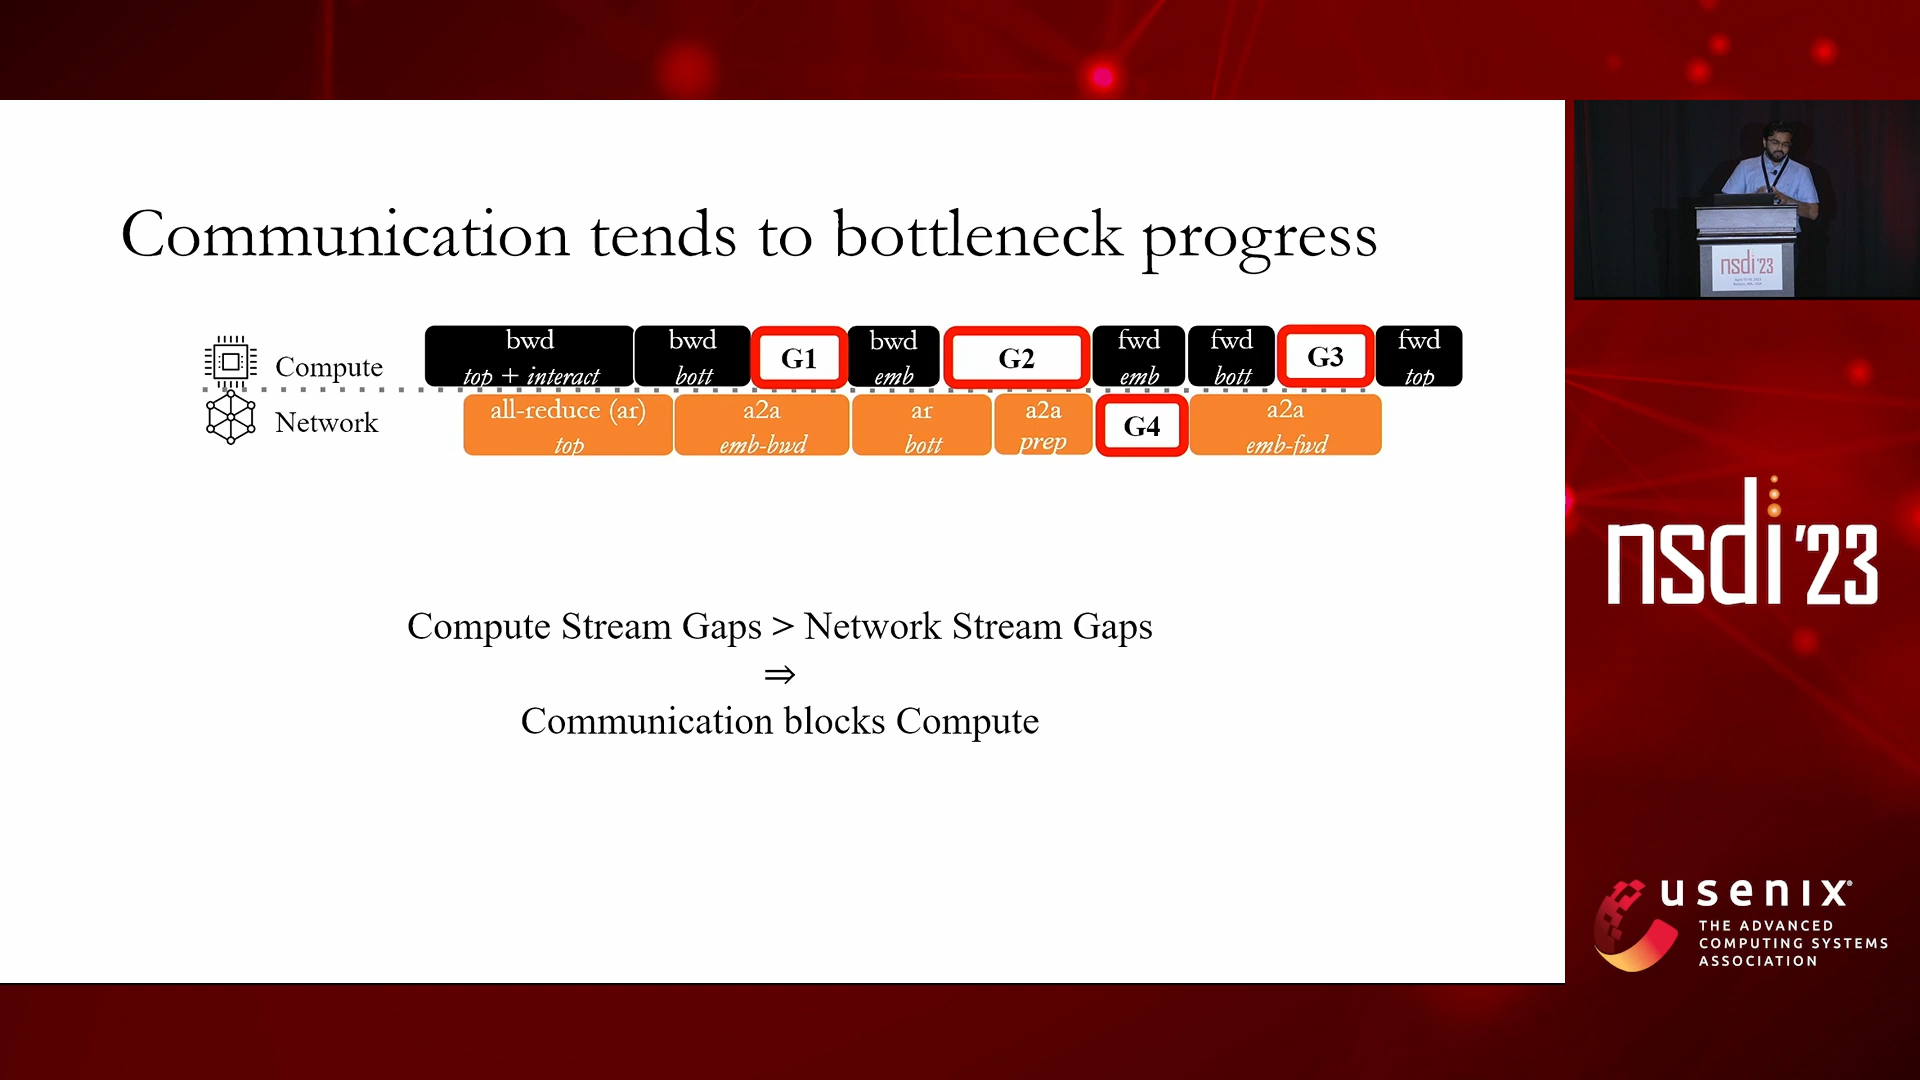 Communication tends to bottleneck progress
Compute
bwd
top + interact
bwd
bott
G1
bwd
emb
G2
fwd
emb
fwd
bott
G3
fwd
top
Network
all-reduce (ar)
top
a2a
emb-bwd
ar
bott
a2a
prep
G4
a2a
emb-fwd
Compute Stream Gaps > Network Stream Gaps
⇒
Communication blocks Compute
nsdi '23
nsdi '23
usenix®
THE ADVANCED
COMPUTING SYSTEMS
ASSOCIATION